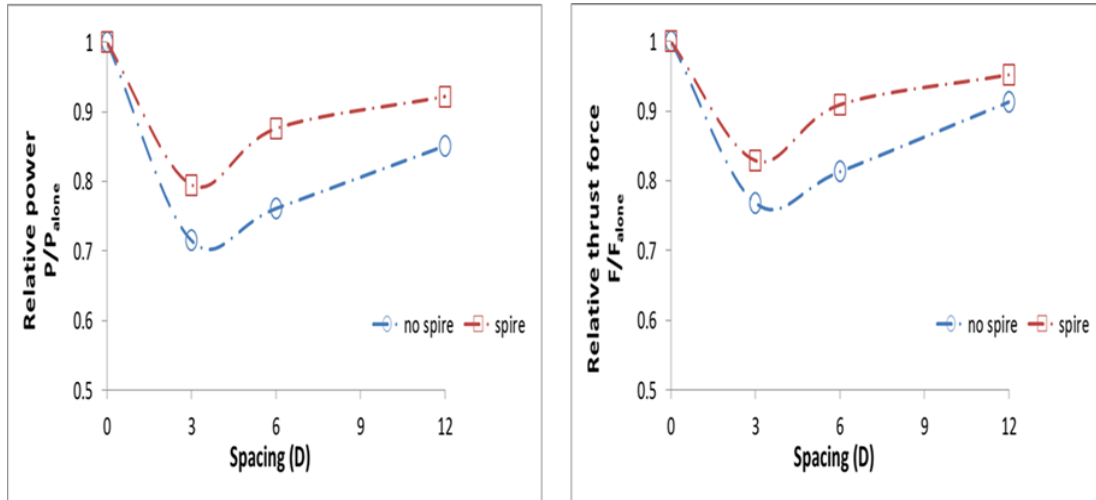 Relative power
P/Palone
1
0.9
0.8
0.7
0.6
0.5
0 3 6 9 12
Spacing (D)
no spire spire
Relative thrust force
F/Falone
1
0.9
0.8
0.7
0.6
0.5
0 3 6 9 12
Spacing (D)
no spire spire